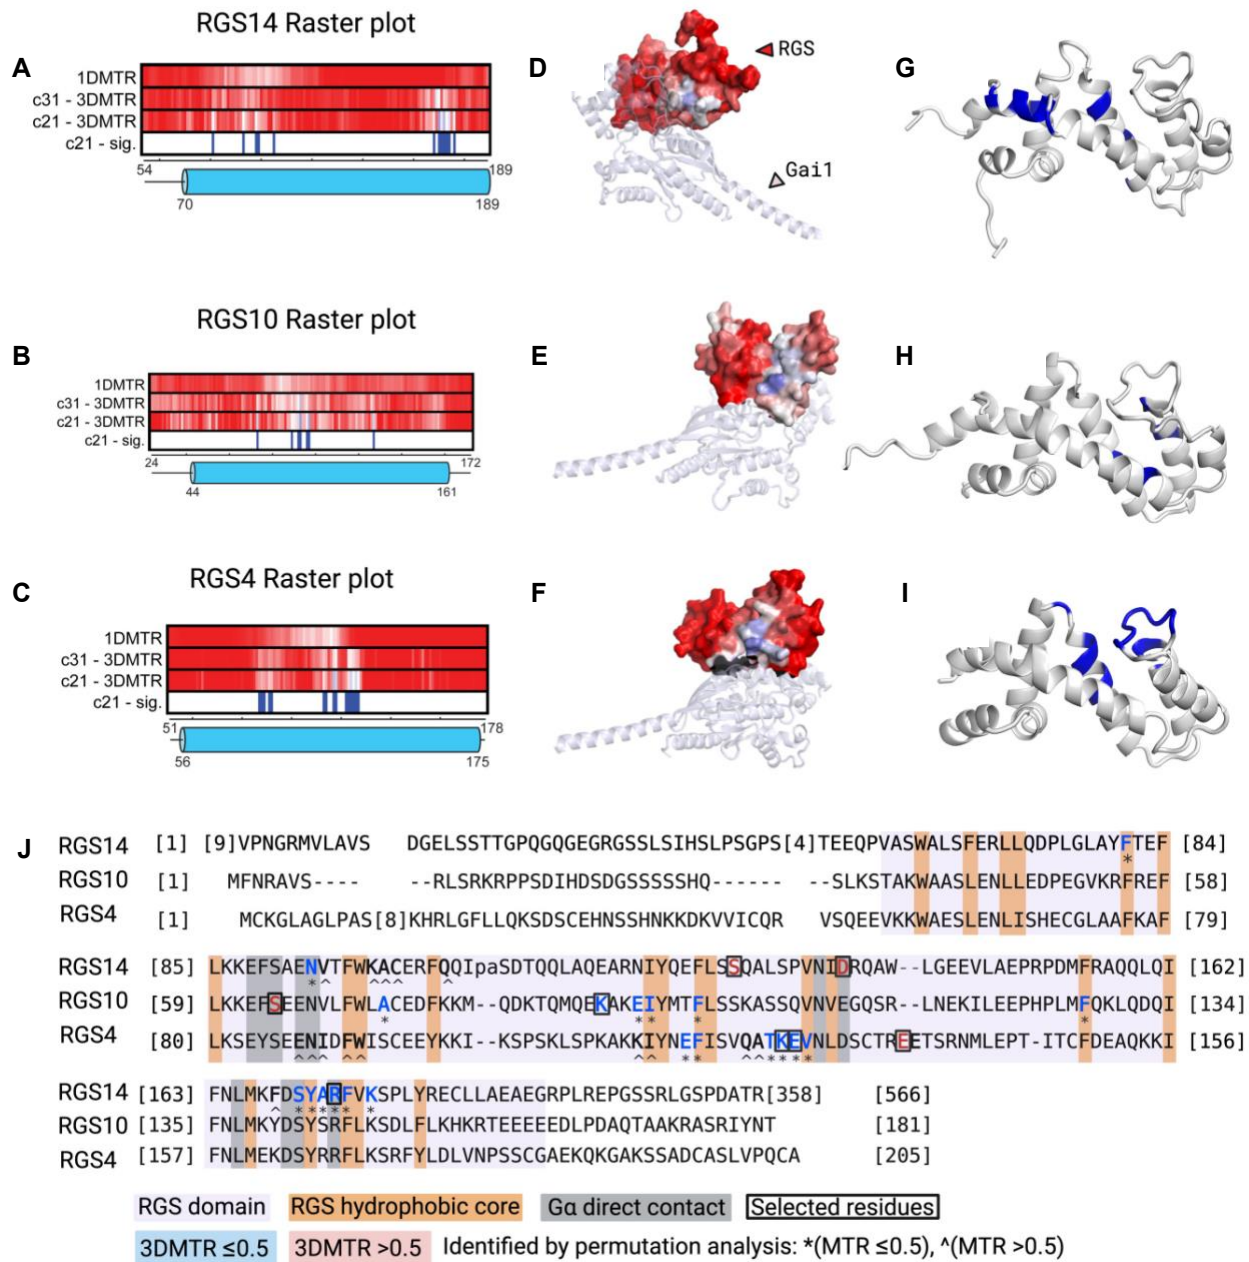 RGS14 Raster plot
A
1DMTR
c31 - 3DMTR
c21 - 3DMTR
c21 - sig.
54
189
70
189
D
RGS
Gai1
G
RGS10 Raster plot
B
1DMTR
c31 - 3DMTR
c21 - 3DMTR
c21 - sig.
24
172
44
161
E
H
RGS4 Raster plot
C
1DMTR
c31 - 3DMTR
c21 - 3DMTR
c21 - sig.
51
178
56
175
F
I
J
RGS14 [1] [9]VPNGRMVLAVS DGELSSTTGPQGQGEGRGSSLSIHSLPSGPS[4]TEEQPVASWALSFERLLQDPLGLAYFTEF [84]
*
RGS10 [1] MFNRAVS---- --RLSRKRPPSDIHDSDGSSSSSHQ------ --SLKSTAKWAASLENLLEDPEGVKRFREF [58]
RGS4 [1] MCKGLAGLPAS[8]KHRLGFLLQKSDSCEHNSSHNKKDKVVICQR VSQEEVKKWAESLENLISHECGLAAFKAF [79]
RGS14 [85] LKKEFSAENVTFWKACERFQQIpaSDTQQLAQEARNIYQEFLSSQALSPVNIDRQAW--LGEEVLAEPRPDMFRAQQLQI [162]
*^ ^^^ ^
RGS10 [59] LKKEFSEENVLFWLACEDFKKM--QDKTQMQEKAKEIYMTFLSSKASSQVNVEGQSR--LNEKILEEPHPLMFQKLQDQI [134]
* ** * *
RGS4 [80] LKSEYSEENIDFWISCEEYKKI--KSPSKLSPKAKKIYNEFISVQATKEVNLDSCTREETSRNMLEPT-ITCFDEAQKKI [156]
^^^ ^^ ^^ ** ^^****
RGS14 [163] FNLMKFDSYARFVKSPLYRECLLAEAEGRPLREPGSSRLGSPDATR[358] [566]
^ ***** *
RGS10 [135] FNLMKYDSYSRFLKSDLFLKHKRTEEEEEDLPDAQTAAKRASRIYNT [181]
RGS4 [157] FNLMEKDSYRRFLKSRFYLDLVNPSSCGAEKQKGAKSSADCASLVPQCA [205]
RGS domain RGS hydrophobic core Gα direct contact Selected residues
3DMTR ≤0.5 3DMTR >0.5 Identified by permutation analysis: *(MTR ≤0.5), ^(MTR >0.5)